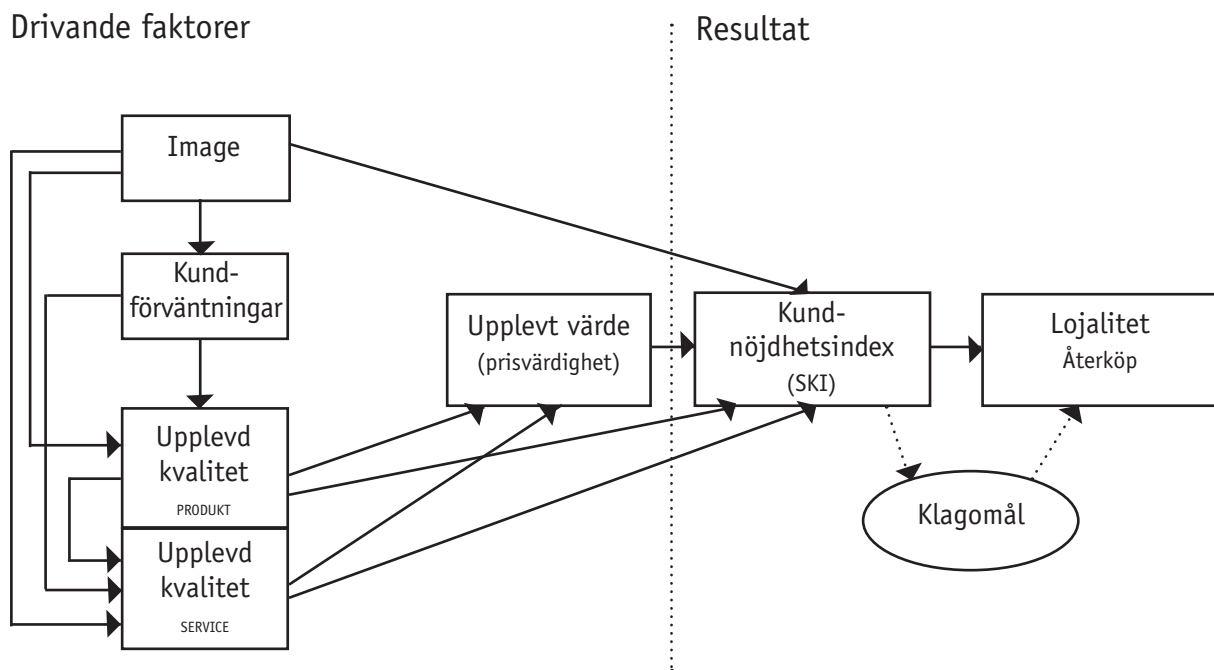 Drivande faktorer
Resultat
Image
Kund-
förväntningar
Upplevt värde
(prisvärdighet)
Kund-
nöjdhetsindex
(SKI)
Lojalitet
Återköp
Upplevd
kvalitet
PRODUKT
Upplevd
kvalitet
SERVICE
Klagomål